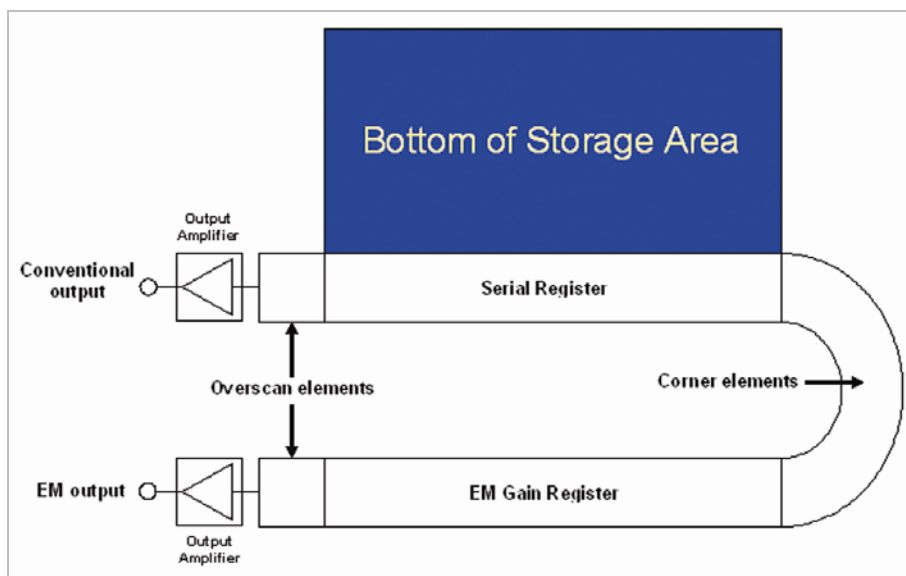 Bottom of Storage Area
Output
Amplifier
Conventional
output
Serial Register
Overscan elements
Corner elements
EM output
EM Gain Register
Output
Amplifier